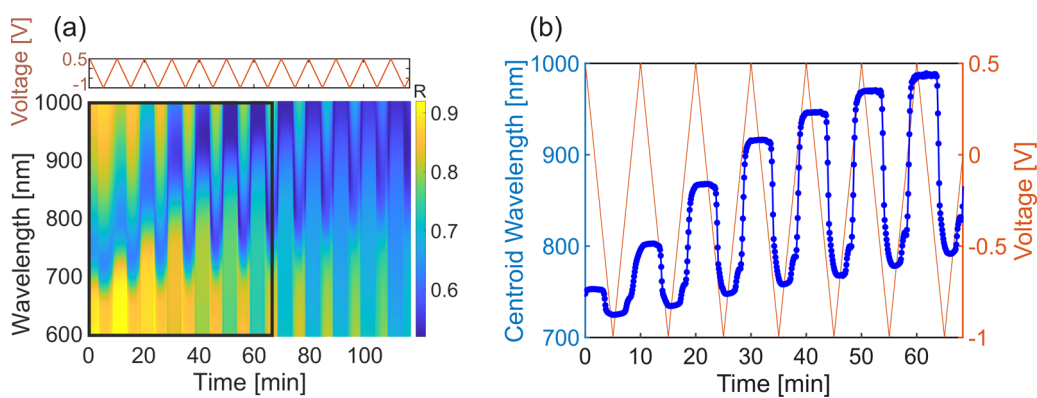 (a)
Voltage [V]
0.5
-1
R
Wavelength [nm]
1000
900
800
700
600
0 20 40 60 80 100
Time [min]
0.9
0.8
0.7
0.6
(b)
Centroid Wavelength [nm]
1000
900
800
700
0 10 20 30 40 50 60
Time [min]
0.5
0
-0.5
-1
Voltage [V]